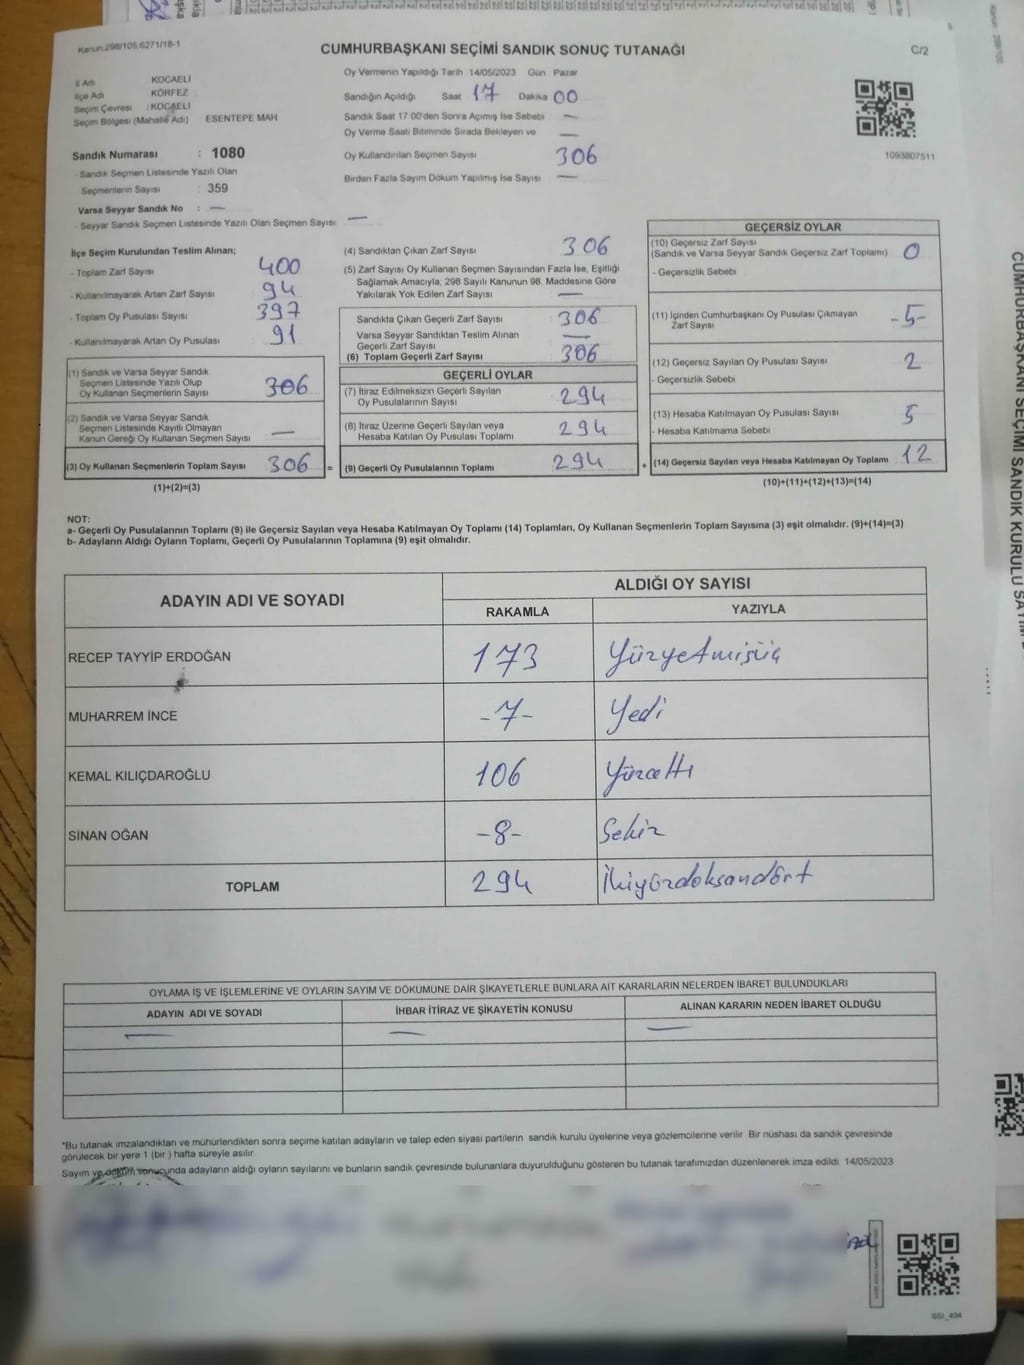 Kanun.298/105,6271/18-1
CUMHURBAŞKANI SEÇİMİ SANDIK SONUÇ TUTANAĞI
C/2
İl Adı KOCAELİ
İlçe Adı KÖRFEZ
Seçim Çevresi : KOCAELİ
Seçim Bölgesi (Mahalle Adı) ESENTEPE MAH.
Oy Vermenin Yapıldığı Tarih 14/05/2023 Gün Pazar
Sandığın Açıldığı Saat 17 Dakika 00
Sandık Saat 17:00'den Sonra Açımış İse Sebebi : —
Oy Verme Saati Bitiminde Sırada Bekleyen ve —
Oy Kullandırılan Seçmen Sayısı 306
Birden Fazla Sayım Döküm Yapılmış İse Sayısı —
1093807511
Sandık Numarası : 1080
- Sandık Seçmen Listesinde Yazılı Olan
Seçmenlerin Sayısı : 359
Varsa Seyyar Sandık No : —
- Seyyar Sandık Seçmen Listesinde Yazılı Olan Seçmen Sayısı: —
İlçe Seçim Kurulundan Teslim Alınan;
- Toplam Zarf Sayısı 400
- Kullanılmayarak Artan Zarf Sayısı 94
- Toplam Oy Pusulası Sayısı 397
- Kullanılmayarak Artan Oy Pusulası 91
(1) Sandık ve Varsa Seyyar Sandık
Seçmen Listesinde Yazılı Olup
Oy Kullanan Seçmenlerin Sayısı 306
(2) Sandık ve Varsa Seyyar Sandık
Seçmen Listesinde Kayıtlı Olmayan
Kanun Gereği Oy Kullanan Seçmen Sayısı —
(3) Oy Kullanan Seçmenlerin Toplam Sayısı 306 =
(1)+(2)=(3)
(4) Sandıktan Çıkan Zarf Sayısı 306
(5) Zarf Sayısı Oy Kullanan Seçmen Sayısından Fazla İse, Eşitliği
Sağlamak Amacıyla, 298 Sayılı Kanunun 98. Maddesine Göre
Yakılarak Yok Edilen Zarf Sayısı —
Sandıkta Çıkan Geçerli Zarf Sayısı : 306
Varsa Seyyar Sandıktan Teslim Alınan
Geçerli Zarf Sayısı —
(6) Toplam Geçerli Zarf Sayısı 306
GEÇERLİ OYLAR
(7) İtiraz Edilmeksizin Geçerli Sayılan
Oy Pusulalarının Sayısı 294
(8) İtiraz Üzerine Geçerli Sayılan veya
Hesaba Katılan Oy Pusulası Toplamı 294
(9) Geçerli Oy Pusulalarının Toplamı 294 +
GEÇERSİZ OYLAR
(10) Geçersiz Zarf Sayısı
(Sandık ve Varsa Seyyar Sandık Geçersiz Zarf Toplamı) 0
- Geçersizlik Sebebi
(11) İçinden Cumhurbaşkanı Oy Pusulası Çıkmayan
Zarf Sayısı -5-
(12) Geçersiz Sayılan Oy Pusulası Sayısı 2
- Geçersizlik Sebebi
(13) Hesaba Katılmayan Oy Pusulası Sayısı 5
- Hesaba Katılmama Sebebi
(14) Geçersiz Sayılan veya Hesaba Katılmayan Oy Toplamı 12
(10)+(11)+(12)+(13)=(14)
NOT:
a- Geçerli Oy Pusulalarının Toplamı (9) ile Geçersiz Sayılan veya Hesaba Katılmayan Oy Toplamı (14) Toplamları, Oy Kullanan Seçmenlerin Toplam Sayısına (3) eşit olmalıdır. (9)+(14)=(3)
b- Adayların Aldığı Oyların Toplamı, Geçerli Oy Pusulalarının Toplamına (9) eşit olmalıdır.
ADAYIN ADI VE SOYADI
ALDIĞI OY SAYISI
RAKAMLA YAZIYLA
RECEP TAYYİP ERDOĞAN 173 Yüzyetmişüç
MUHARREM İNCE -7- Yedi
KEMAL KILIÇDAROĞLU 106 Yüzaltı
SİNAN OĞAN -8- Sekiz
TOPLAM 294 İkiyüzdoksandört
OYLAMA İŞ VE İŞLEMLERİNE VE OYLARIN SAYIM VE DÖKÜMÜNE DAİR ŞİKAYETLERLE BUNLARA AİT KARARLARIN NELERDEN İBARET BULUNDUKLARI
ADAYIN ADI VE SOYADI İHBAR İTİRAZ VE ŞİKAYETİN KONUSU ALINAN KARARIN NEDEN İBARET OLDUĞU
— — —
*Bu tutanak imzalandıktan ve mühürlendikten sonra seçime katılan adayların ve talep eden siyasi partilerin sandık kurulu üyelerine veya gözlemcilerine verilir. Bir nüshası da sandık çevresinde
görülecek bir yere 1 (bir ) hafta süreyle asılır.
Sayım ve döküm sonucunda adayların aldığı oyların sayılarını ve bunların sandık çevresinde bulunanlara duyurulduğunu gösteren bu tutanak tarafımızdan düzenlenerek imza edildi. 14/05/2023
CUMHURBAŞKANI SEÇİMİ SANDIK KURULU